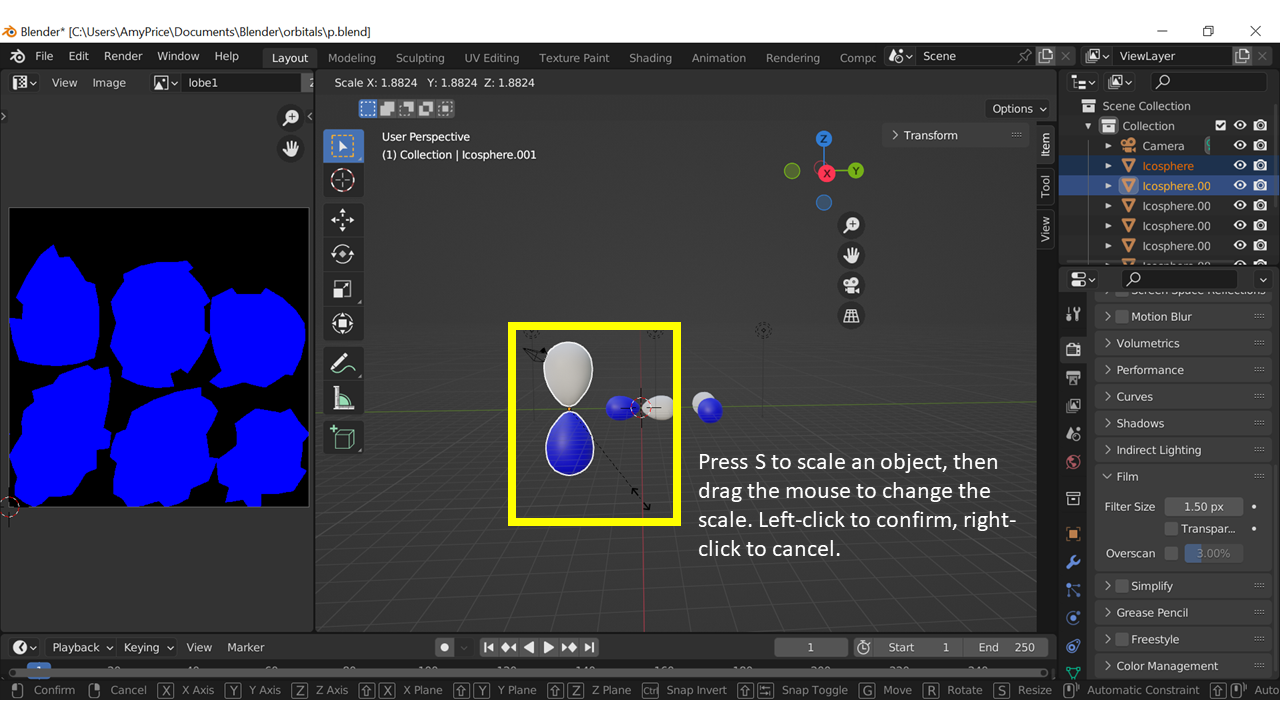 Blender* [C:\Users\AmyPrice\Documents\Blender\orbitals\p.blend]
File Edit Render Window Help Layout Modeling Sculpting UV Editing Texture Paint Shading Animation Rendering Compc Scene ViewLayer
View Image lobe1
Scale X: 1.8824 Y: 1.8824 Z: 1.8824
Options
User Perspective
(1) Collection | Icosphere.001
Transform
Z
Y
X
Item
Tool
View
Scene Collection
Collection
Camera
Icosphere
Icosphere.00
Icosphere.00
Icosphere.00
Icosphere.00
Motion Blur
Volumetrics
Performance
Curves
Shadows
Indirect Lighting
Film
Filter Size 1.50 px
Transpar...
Overscan 3.00%
Simplify
Grease Pencil
Freestyle
Color Management
Press S to scale an object, then
drag the mouse to change the
scale. Left-click to confirm, right-
click to cancel.
Playback Keying View Marker 1 Start 1 End 250
1
Confirm Cancel X X Axis Y Y Axis Z Z Axis X X Plane Y Y Plane Z Z Plane Ctrl Snap Invert Snap Toggle G Move R Rotate S Resize Automatic Constraint Auto